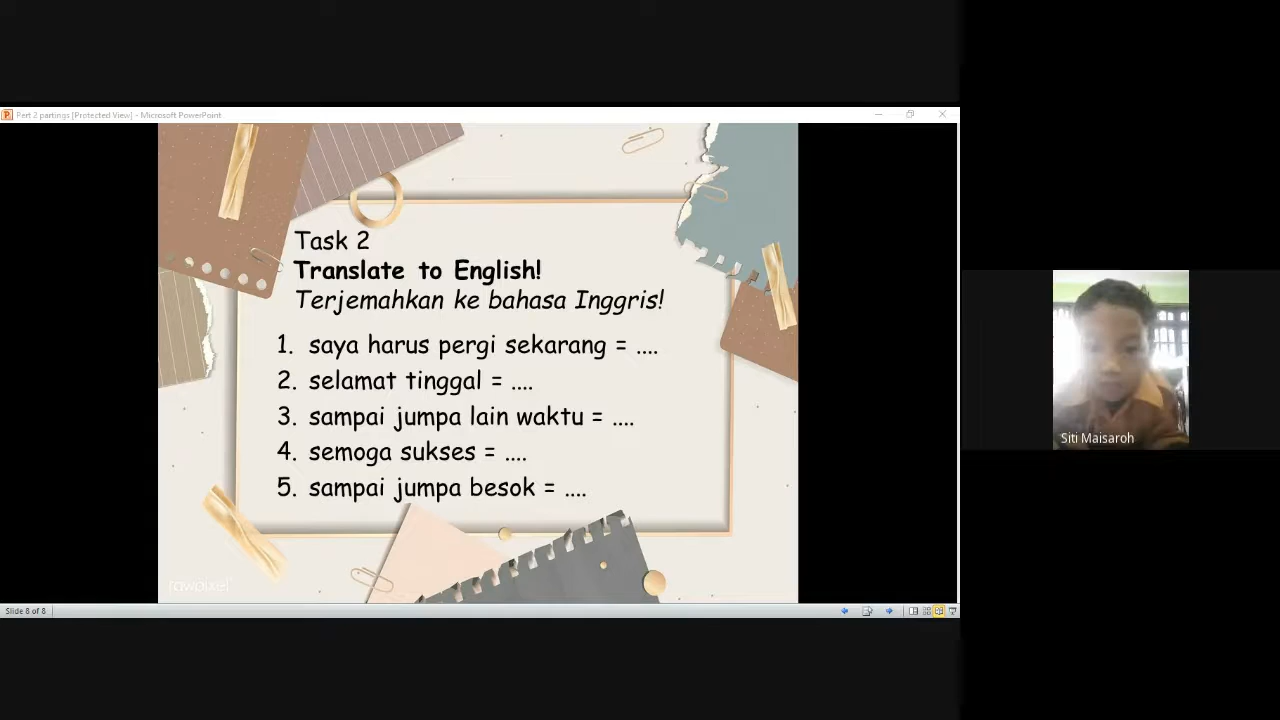 Pert 2 partings [Protected View] - Microsoft PowerPoint
Task 2
Translate to English!
Terjemahkan ke bahasa Inggris!
1. saya harus pergi sekarang = ....
2. selamat tinggal = ....
3. sampai jumpa lain waktu = ....
4. semoga sukses = ....
5. sampai jumpa besok = ....
rawpixel
Slide 8 of 8
Siti Maisaroh